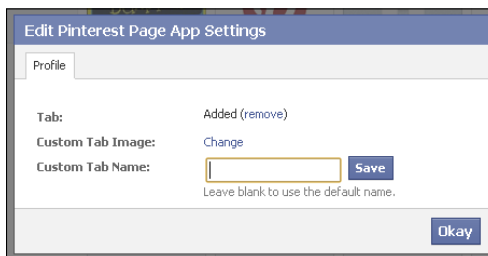 Edit Pinterest Page App Settings
Profile
Tab: Added (remove)
Custom Tab Image: Change
Custom Tab Name: Save
Leave blank to use the default name.
Okay